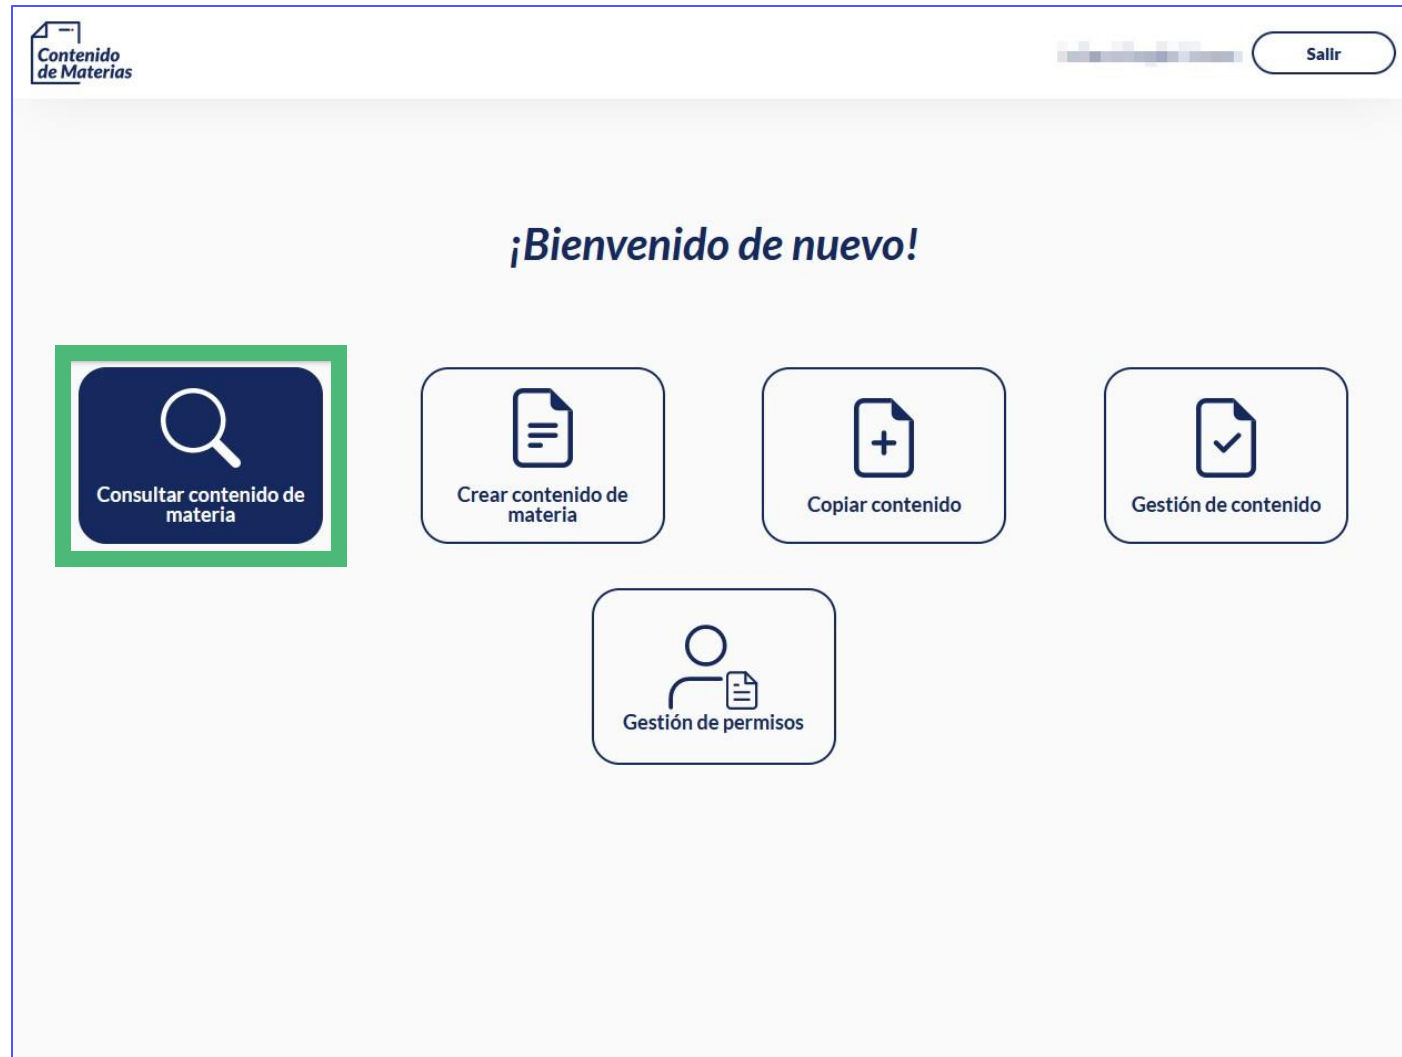 Contenido
de Materias
Salir
¡Bienvenido de nuevo!
Consultar contenido de
materia
Crear contenido de
materia
Copiar contenido
Gestión de contenido
Gestión de permisos